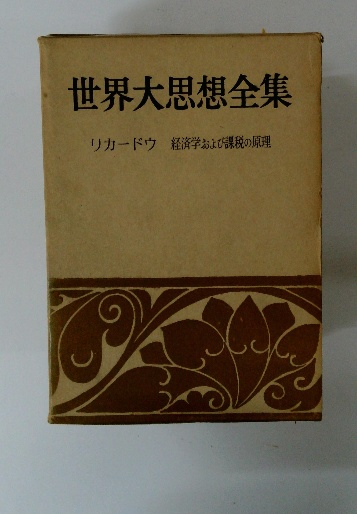 世界大思想全集
リカードウ 経済学および課税の原理